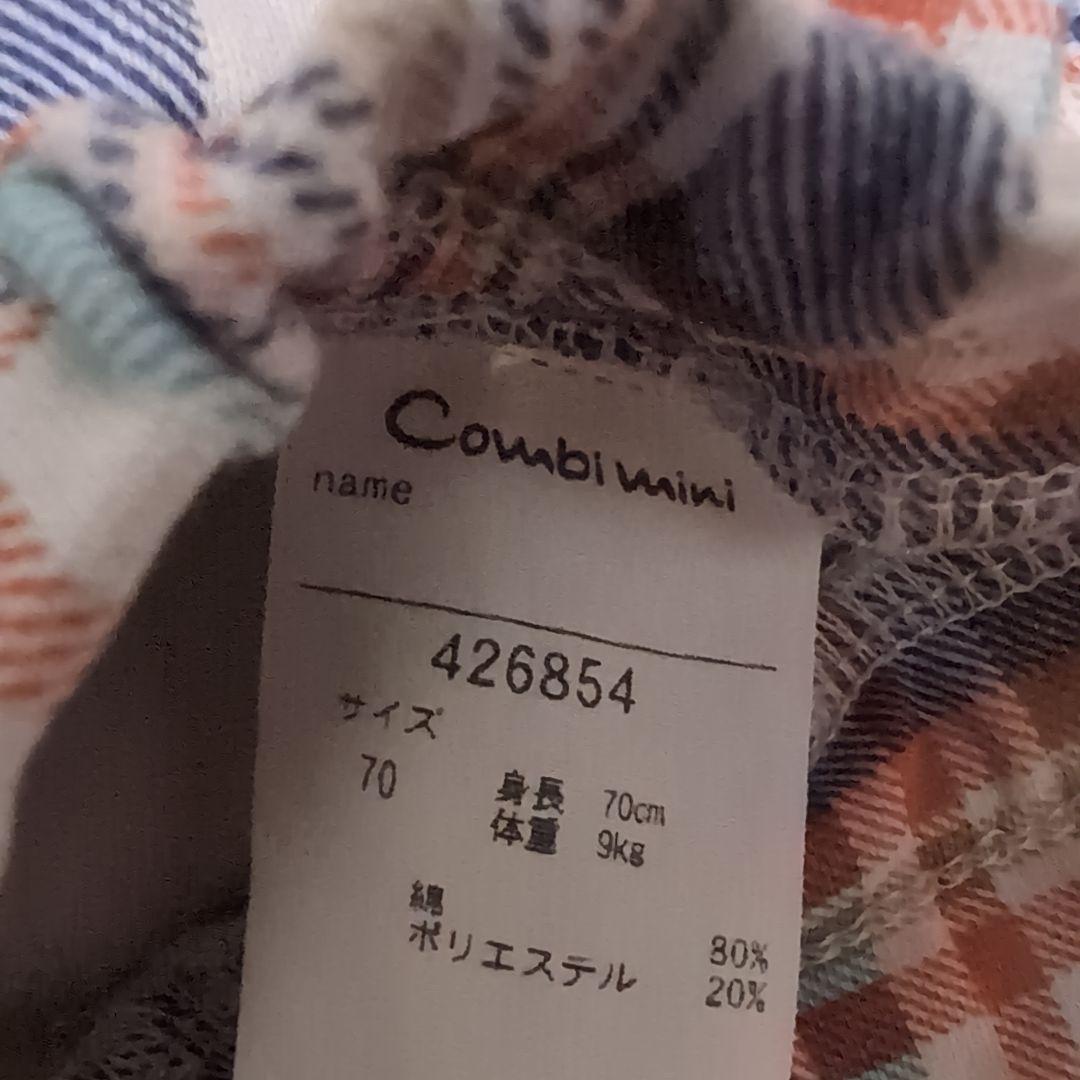 Combi mini
name
426854
サイズ
70
身長 70cm
体重 9kg
綿 80%
ポリエステル 20%